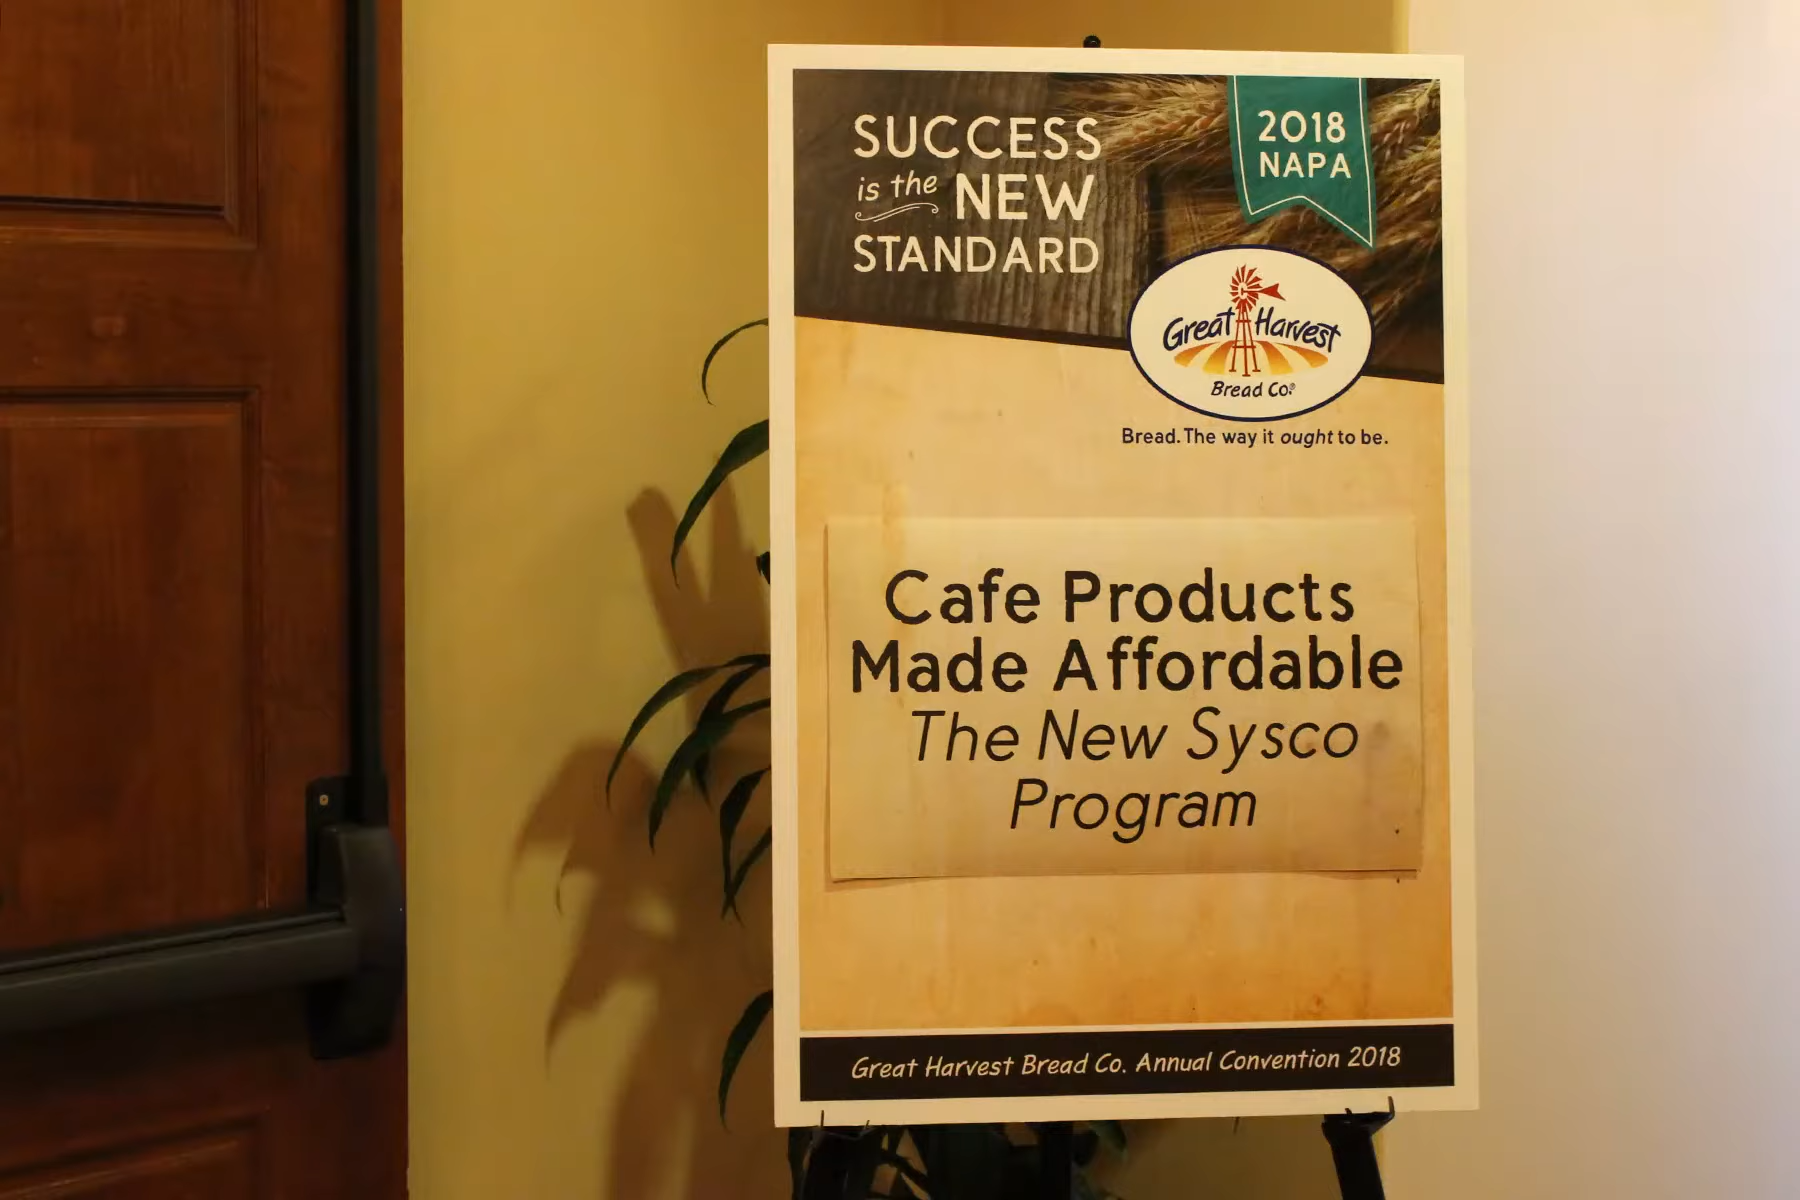 SUCCESS
is the NEW
STANDARD
2018
NAPA
Great Harvest
Bread Co.®
Bread. The way it ought to be.
Cafe Products
Made Affordable
The New Sysco
Program
Great Harvest Bread Co. Annual Convention 2018